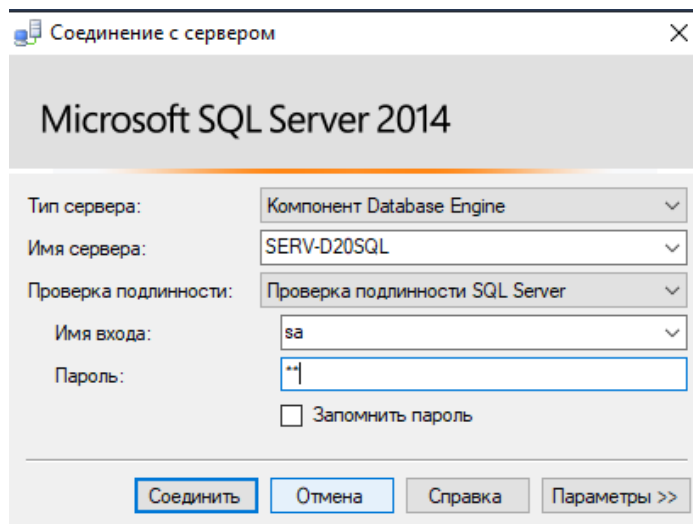 Соединение с сервером
Microsoft SQL Server 2014
Тип сервера: Компонент Database Engine
Имя сервера: SERV-D20SQL
Проверка подлинности: Проверка подлинности SQL Server
Имя входа: sa
Пароль: **
Запомнить пароль
Соединить Отмена Справка Параметры >>